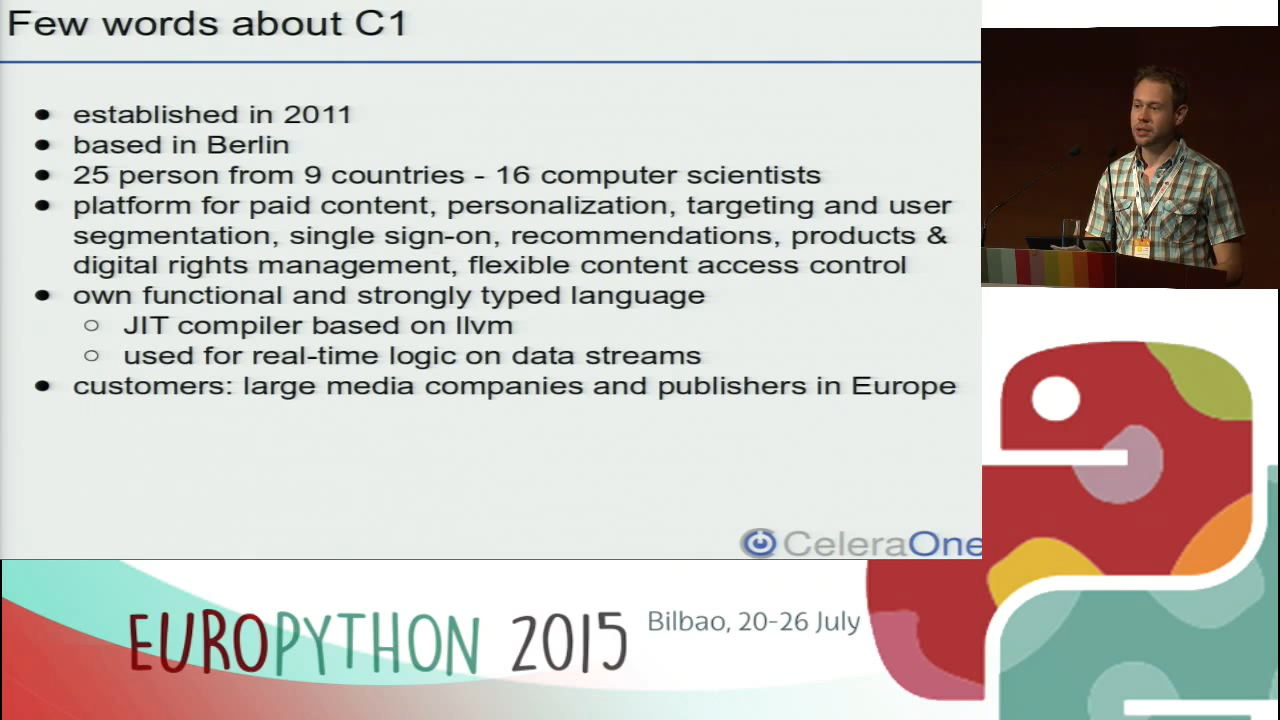 Few words about C1
● established in 2011
● based in Berlin
● 25 person from 9 countries - 16 computer scientists
● platform for paid content, personalization, targeting and user
segmentation, single sign-on, recommendations, products &
digital rights management, flexible content access control
● own functional and strongly typed language
○ JIT compiler based on llvm
○ used for real-time logic on data streams
● customers: large media companies and publishers in Europe
CeleraOne
EUROPYTHON 2015
Bilbao, 20-26 July